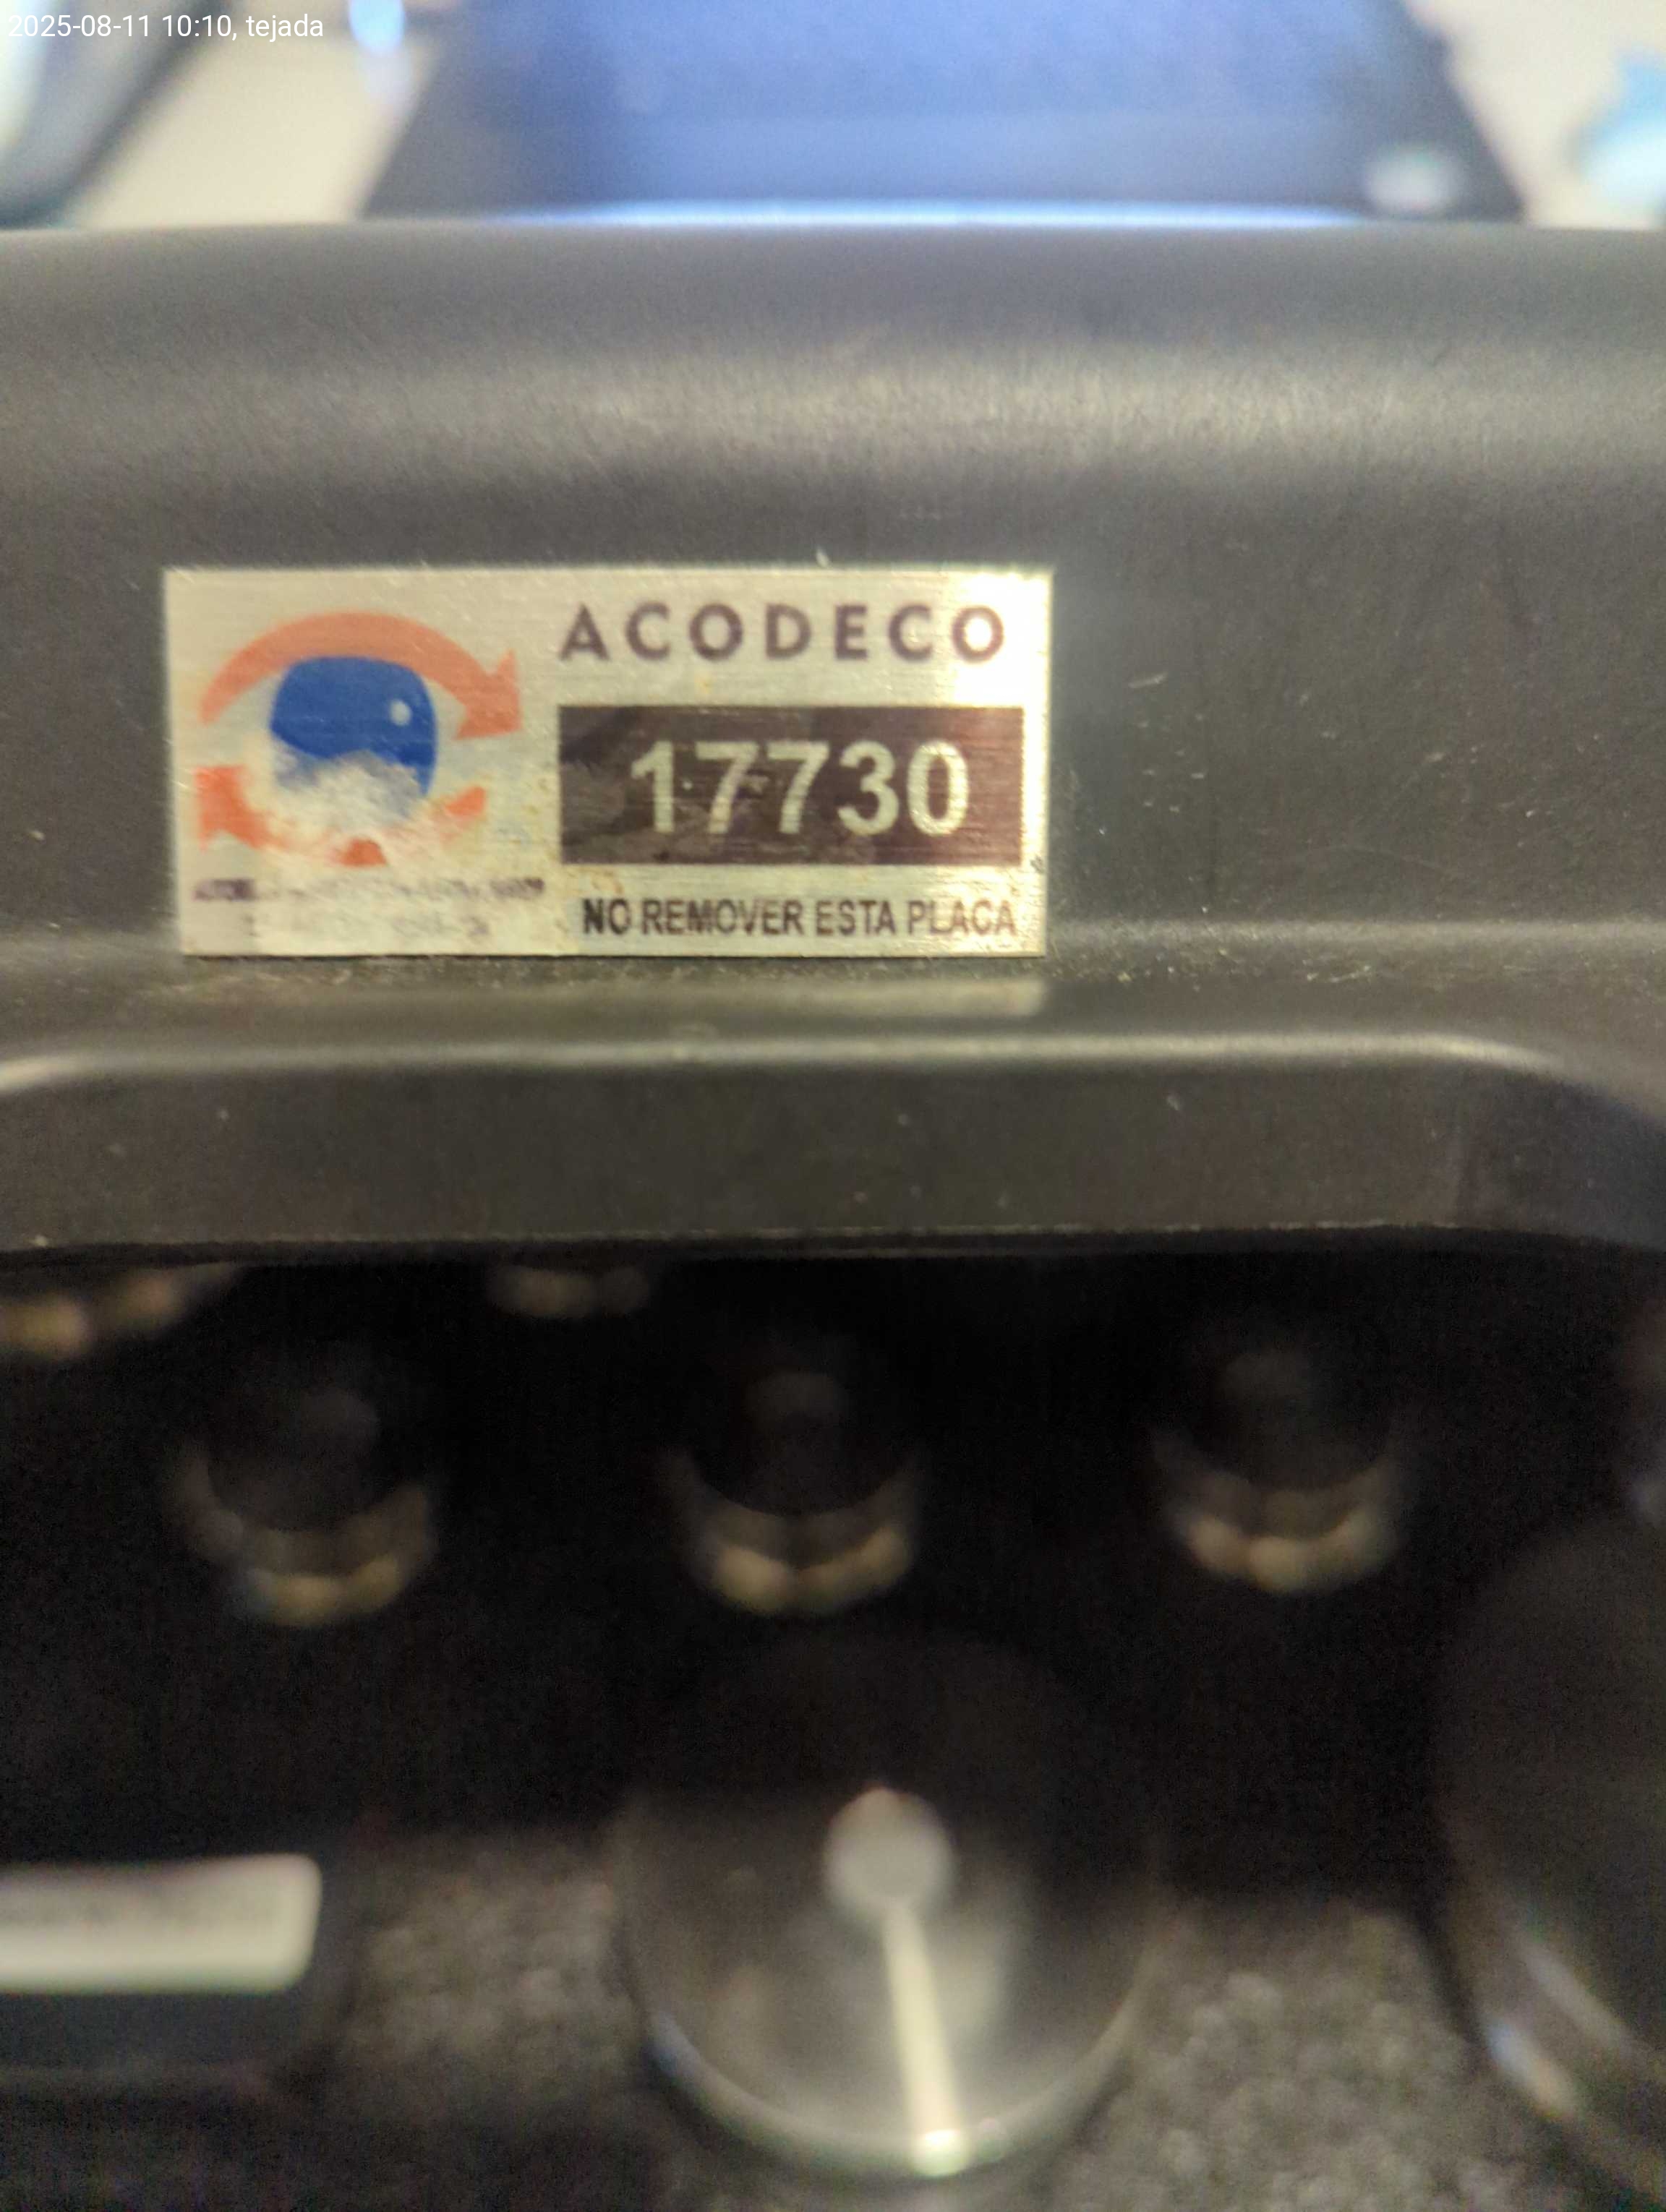 2025-08-11 10:10, tejada
ACODECO
17730
NO REMOVER ESTA PLACA